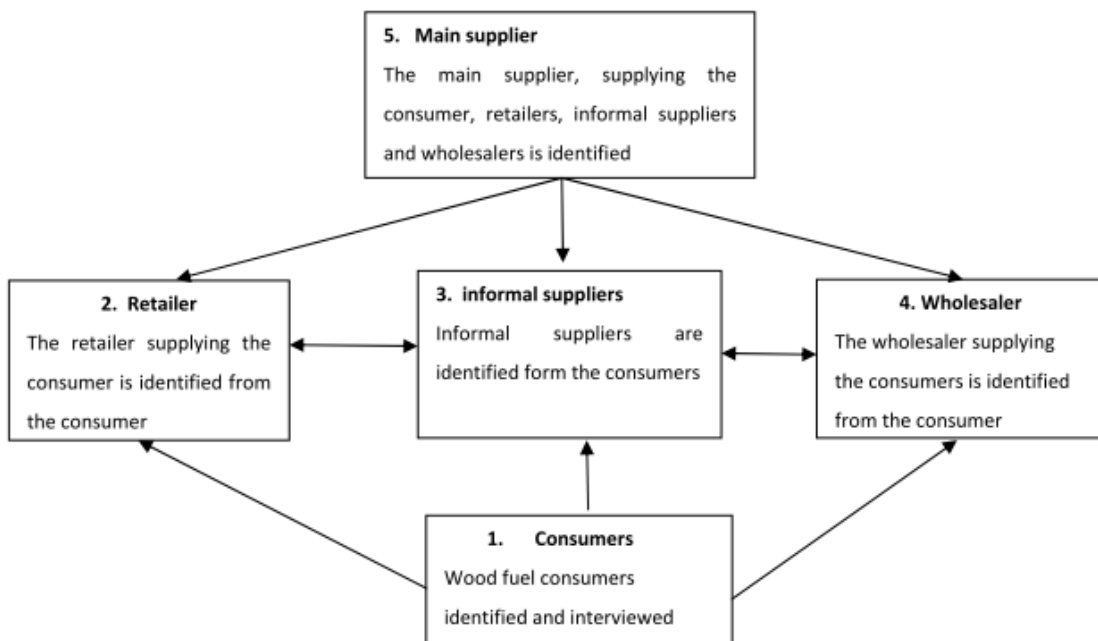 5. Main supplier
The main supplier, supplying the
consumer, retailers, informal suppliers
and wholesalers is identified
2. Retailer
The retailer supplying the
consumer is identified from
the consumer
3. informal suppliers
Informal suppliers are
identified form the consumers
4. Wholesaler
The wholesaler supplying
the consumers is identified
from the consumer
1. Consumers
Wood fuel consumers
identified and interviewed